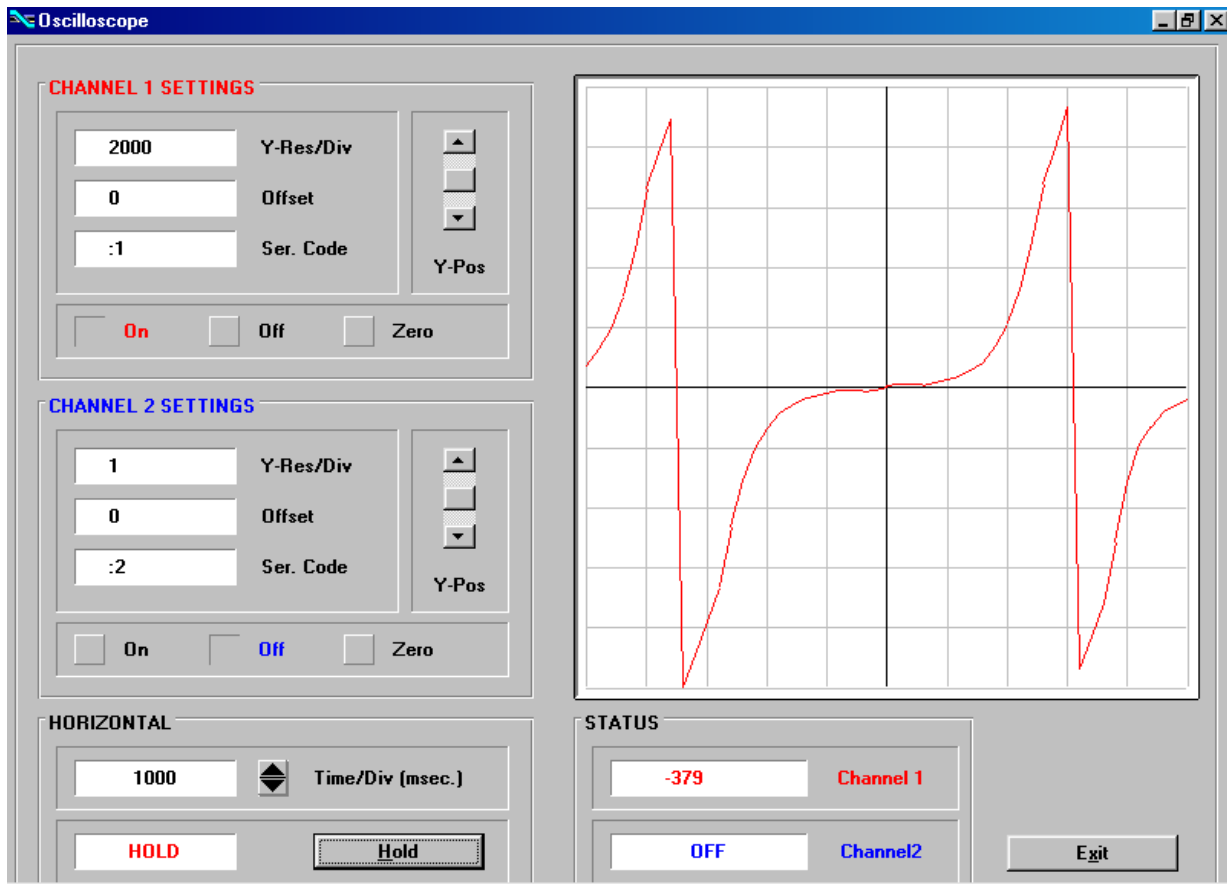 Oscilloscope
CHANNEL 1 SETTINGS
2000 Y-Res/Div
0 Offset
:1 Ser. Code
Y-Pos
On Off Zero
CHANNEL 2 SETTINGS
1 Y-Res/Div
0 Offset
:2 Ser. Code
Y-Pos
On Off Zero
HORIZONTAL
1000 Time/Div (msec.)
HOLD Hold
STATUS
-379 Channel 1
OFF Channel2
Exit